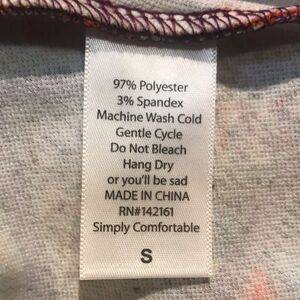 97% Polyester
3% Spandex
Machine Wash Cold
Gentle Cycle
Do Not Bleach
Hang Dry
or you'll be sad
MADE IN CHINA
RN#142161
Simply Comfortable
S